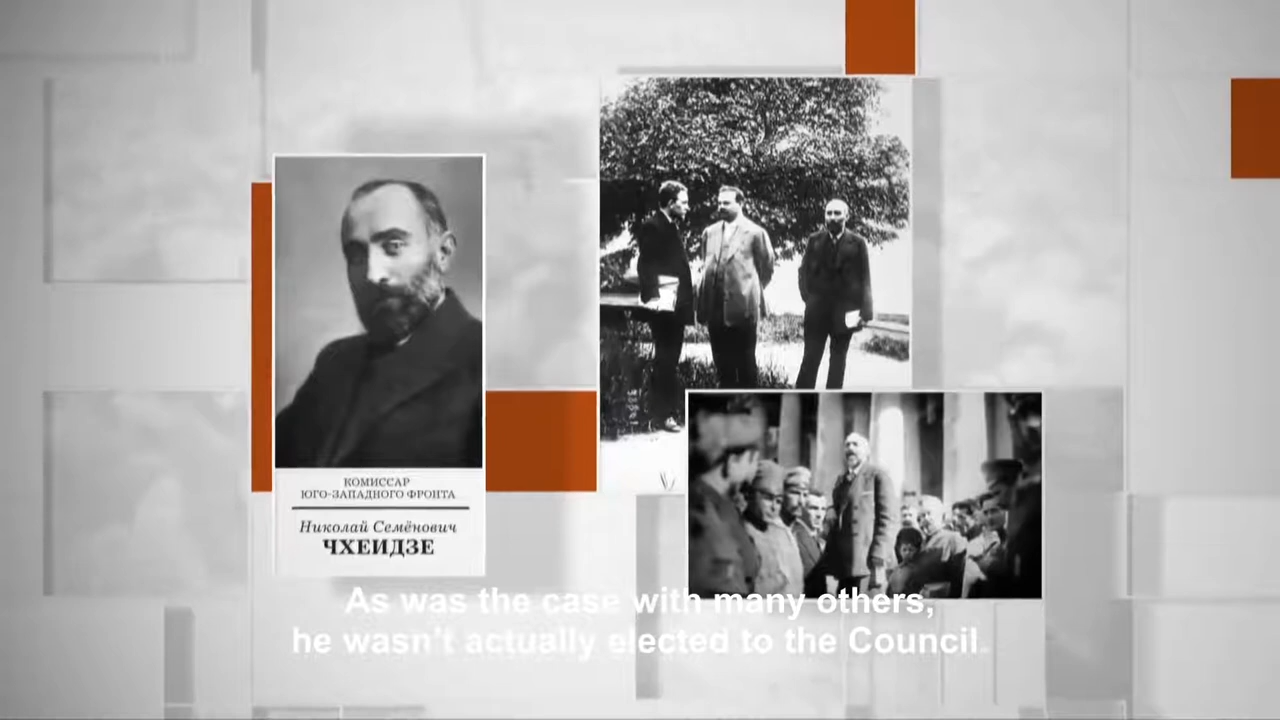 КОМИССАР
ЮГО-ЗАПАДНОГО ФРОНТА
Николай Семёнович
ЧХЕИДЗЕ
As was the case with many others,
he wasn't actually elected to the Council.